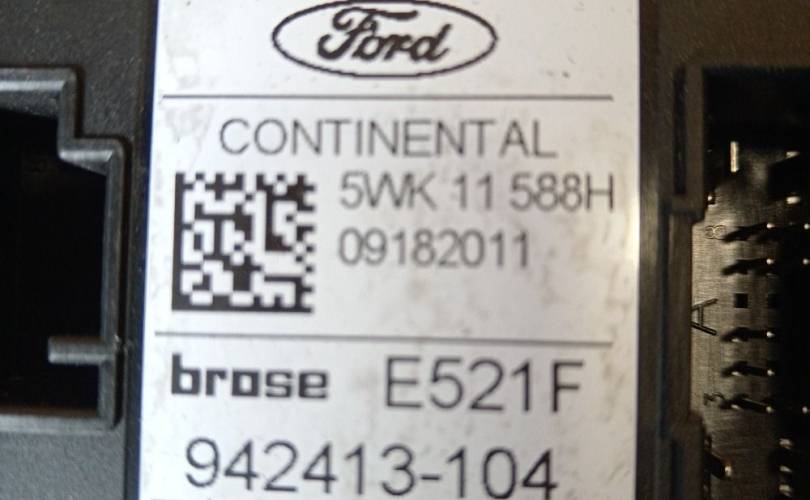 Ford
CONTINENTAL
5WK 11 588H
09182011
brose E521F
942413-104
A